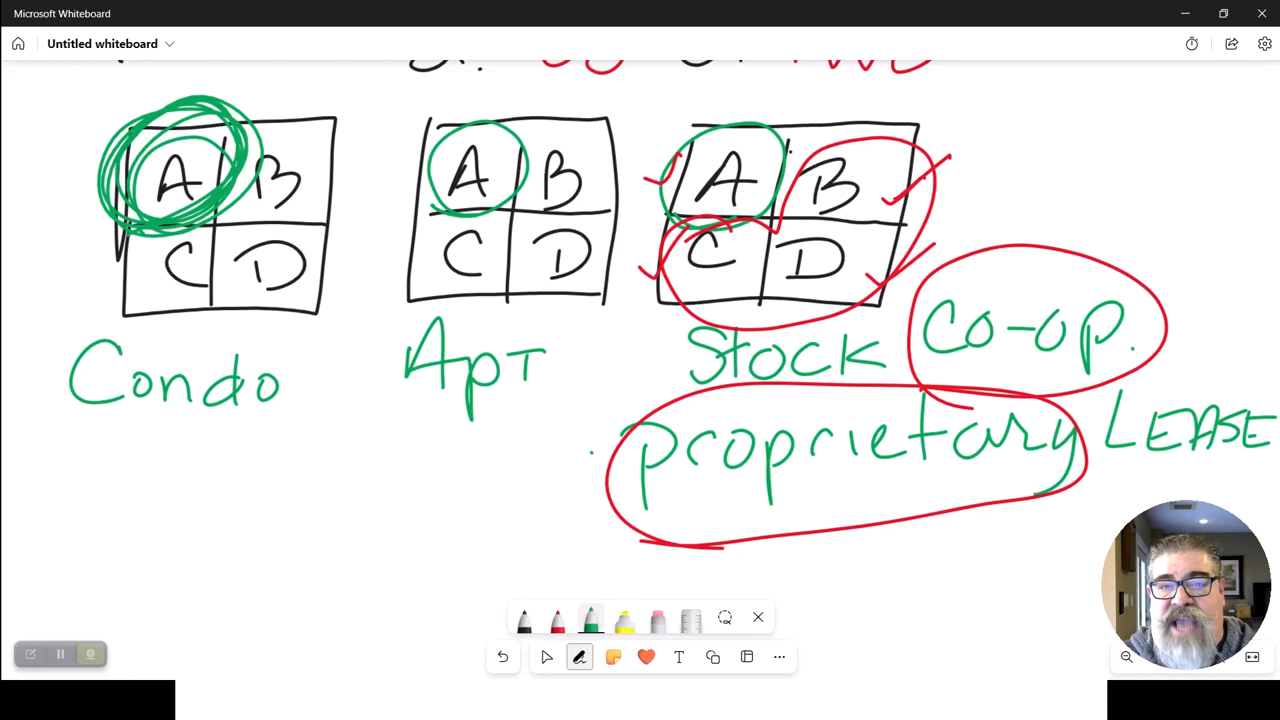 Microsoft Whiteboard
Untitled whiteboard
A B A B A B
C D C D C D
Condo Apt Stock Co-op.
proprietary LEASE
T